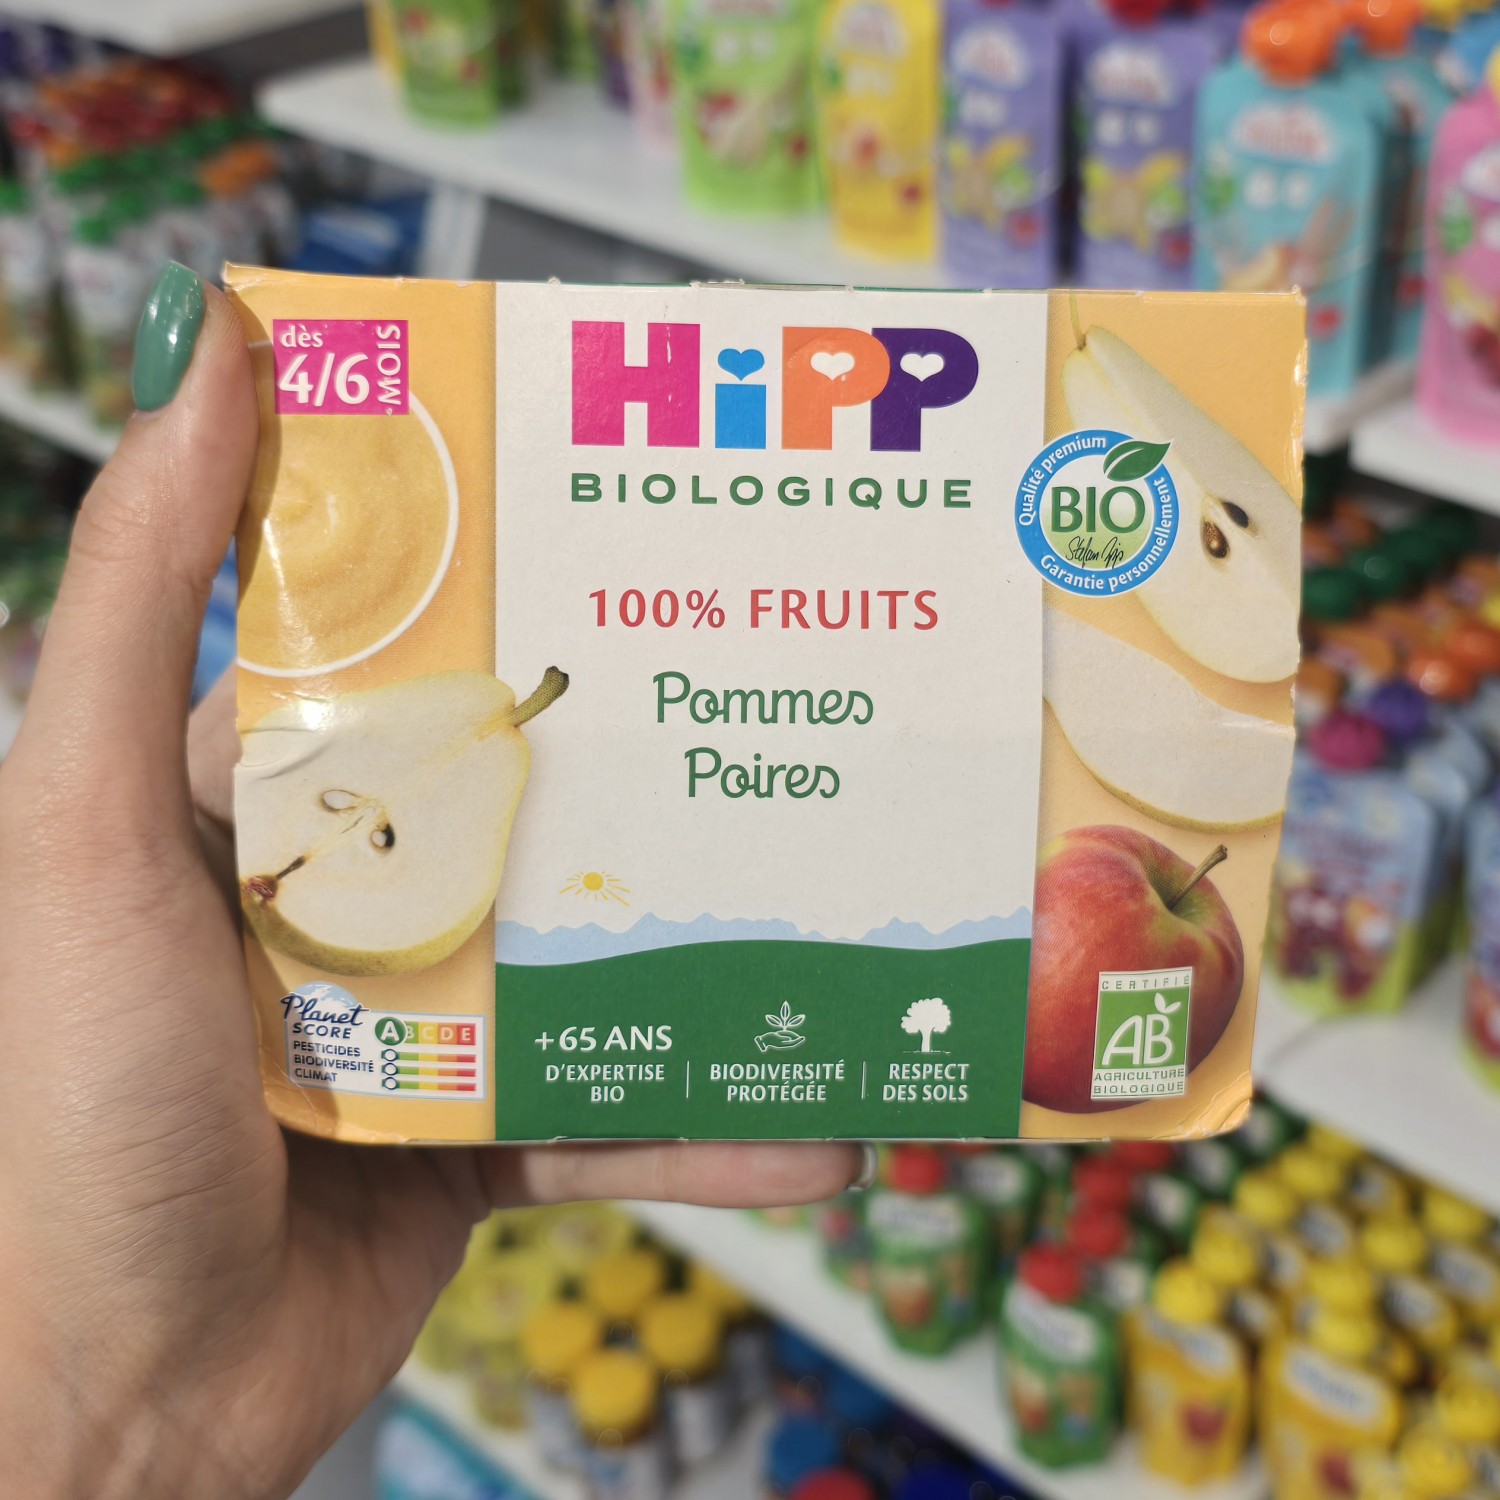 dès
4/6
MOIS
HiPP
BIOLOGIQUE
Qualité premium
BIO
Garantie personnellement
100% FRUITS
Pommes
Poires
Planet
SCORE
A B C D E
PESTICIDES
BIODIVERSITÉ
CLIMAT
+65 ANS
D'EXPERTISE
BIO
BIODIVERSITÉ
PROTÉGÉE
RESPECT
DES SOLS
CERTIFIÉ
AB
AGRICULTURE
BIOLOGIQUE